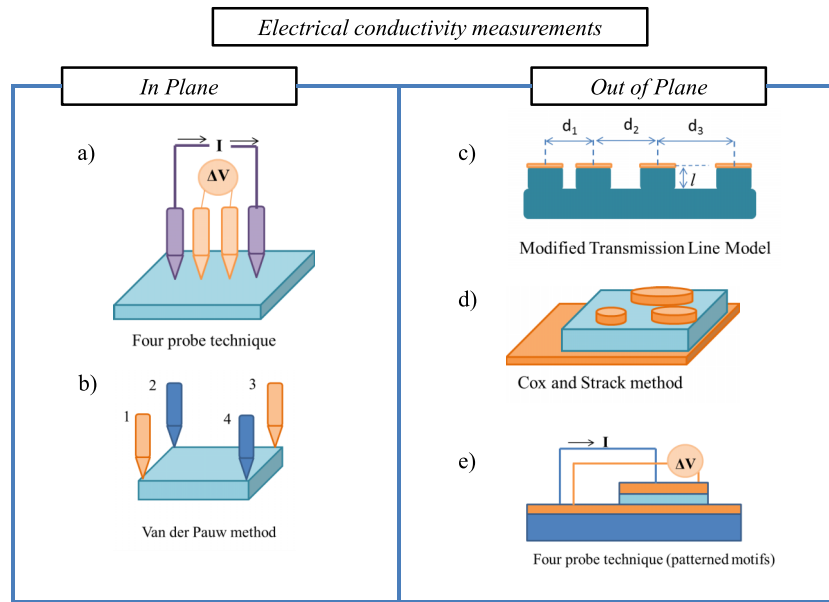 Electrical conductivity measurements
In Plane
a)
I
ΔV
Four probe technique
b)
1
2
3
4
Van der Pauw method
Out of Plane
c)
d1
d2
d3
l
Modified Transmission Line Model
d)
Cox and Strack method
e)
I
ΔV
Four probe technique (patterned motifs)